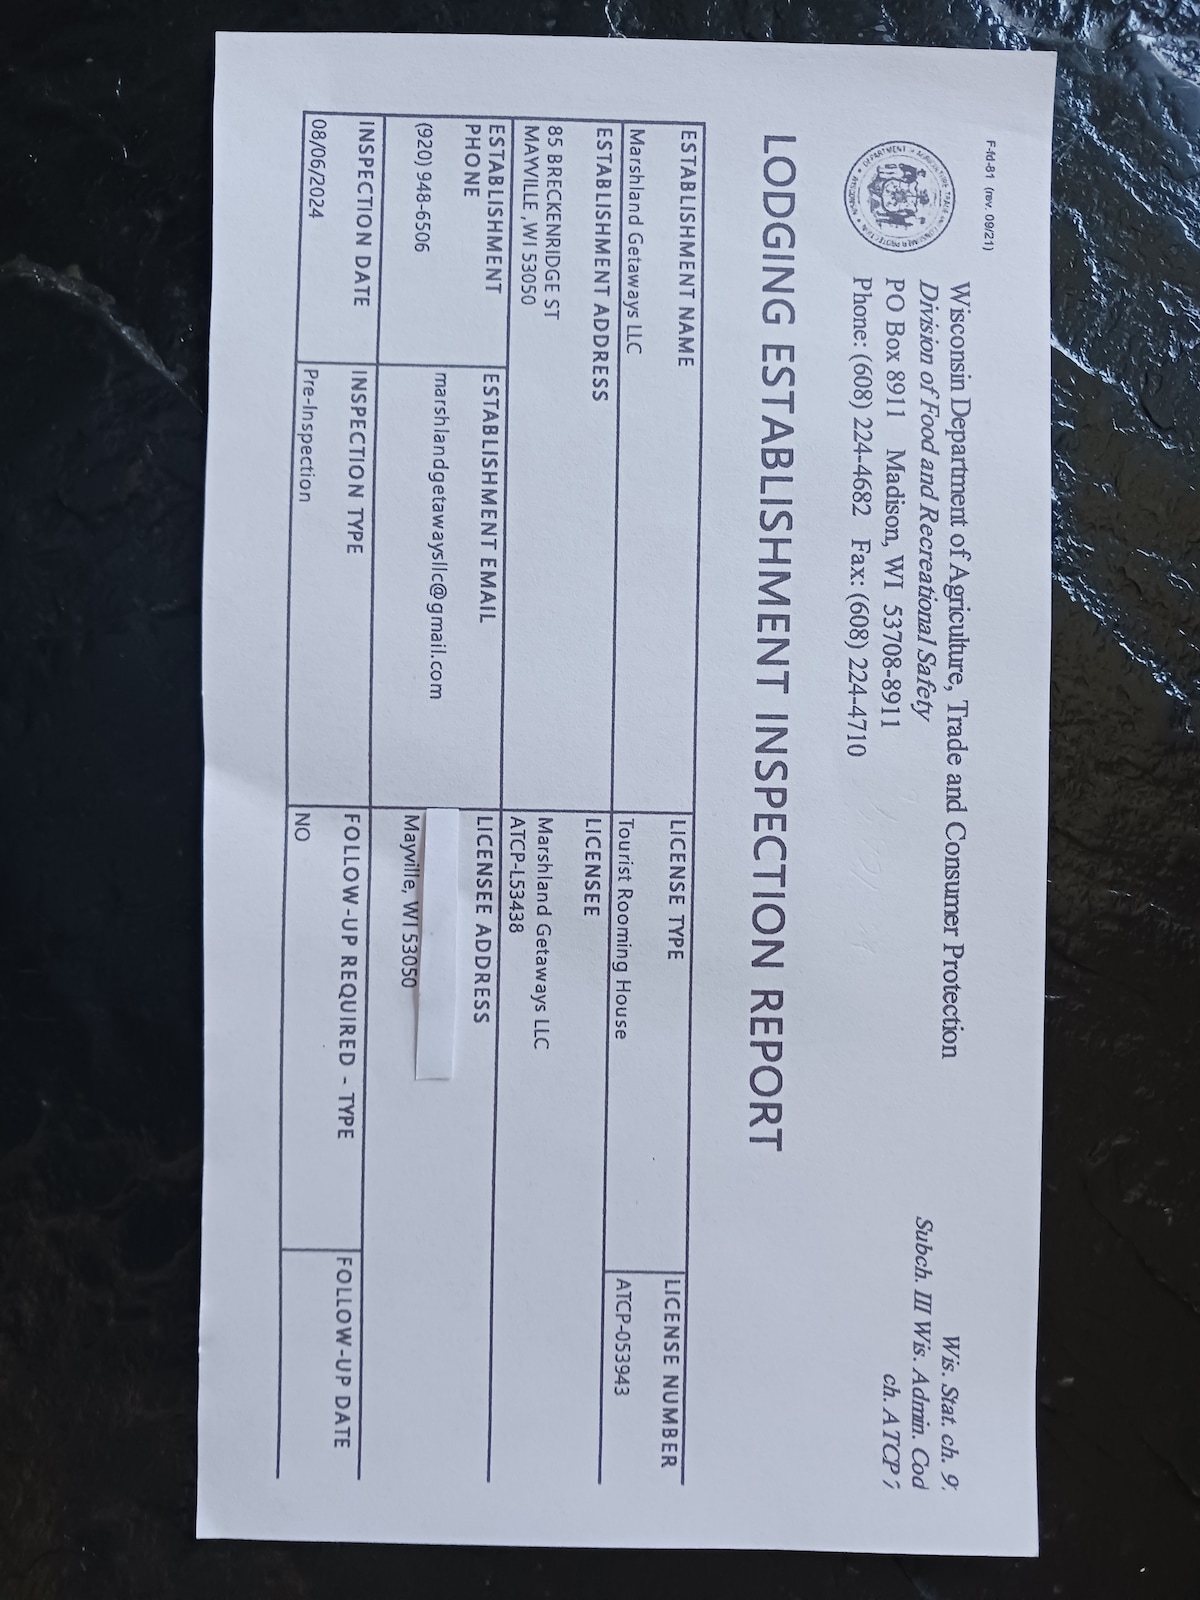 F-fd-81 (rev. 09/21)
Wisconsin Department of Agriculture, Trade and Consumer Protection
Division of Food and Recreational Safety
PO Box 8911 Madison, WI 53708-8911
Phone: (608) 224-4682 Fax: (608) 224-4710
Wis. Stat. ch. 9
Subch. III Wis. Admin. Cod
ch. ATCP 7
LODGING ESTABLISHMENT INSPECTION REPORT
ESTABLISHMENT NAME
Marshland Getaways LLC
LICENSE TYPE
Tourist Rooming House
LICENSE NUMBER
ATCP-053943
ESTABLISHMENT ADDRESS
85 BRECKENRIDGE ST
MAYVILLE , WI 53050
LICENSEE
Marshland Getaways LLC
ATCP-L53438
ESTABLISHMENT
PHONE
(920) 948-6506
ESTABLISHMENT EMAIL
marshlandgetawaysllc@gmail.com
LICENSEE ADDRESS
Mayville, WI 53050
INSPECTION DATE
08/06/2024
INSPECTION TYPE
Pre-Inspection
FOLLOW-UP REQUIRED - TYPE
NO
FOLLOW-UP DATE